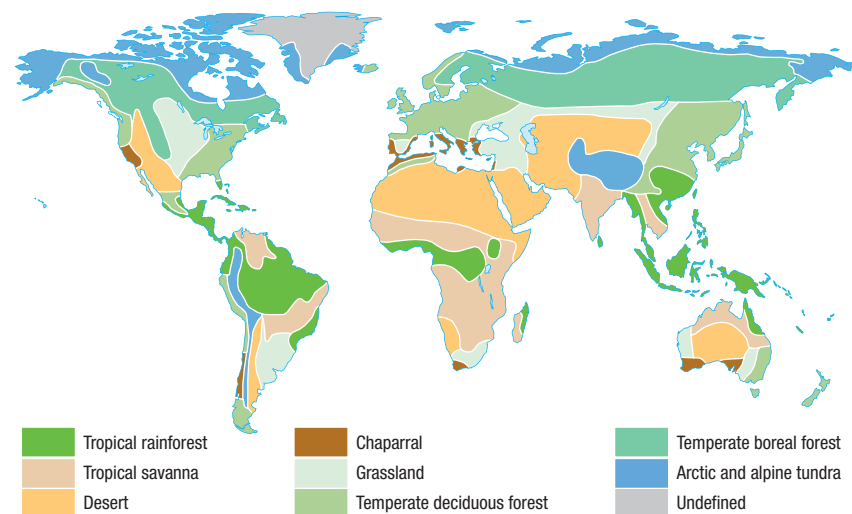 Tropical rainforest
Tropical savanna
Desert
Chaparral
Grassland
Temperate deciduous forest
Temperate boreal forest
Arctic and alpine tundra
Undefined